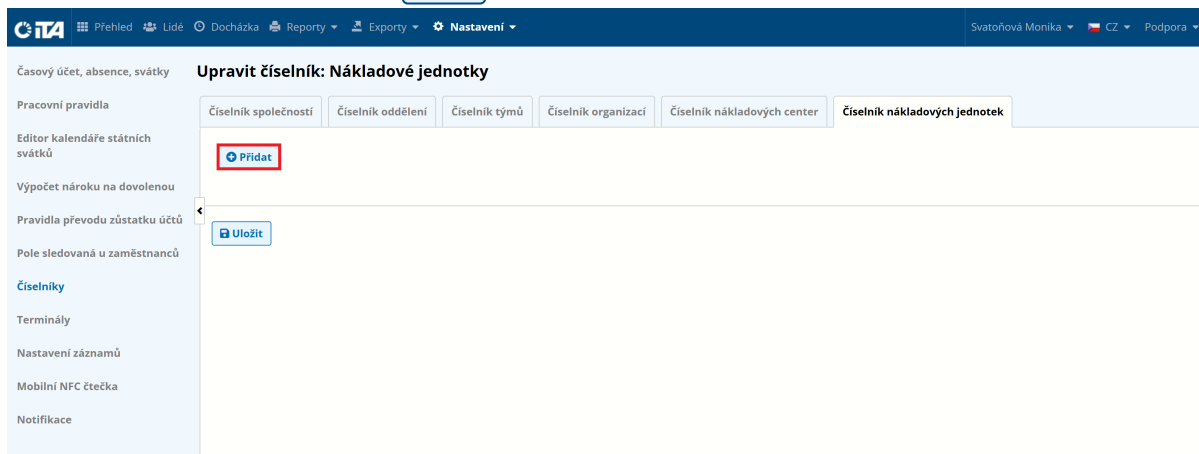 iTA Přehled Lidé Docházka Reporty Exporty Nastavení Svatoňová Monika CZ Podpora
Časový účet, absence, svátky
Pracovní pravidla
Editor kalendáře státních
svátků
Výpočet nároku na dovolenou
Pravidla převodu zůstatku účtů
Pole sledovaná u zaměstnanců
Číselníky
Terminály
Nastavení záznamů
Mobilní NFC čtečka
Notifikace
Upravit číselník: Nákladové jednotky
Číselník společností Číselník oddělení Číselník týmů Číselník organizací Číselník nákladových center Číselník nákladových jednotek
Přidat
Uložit